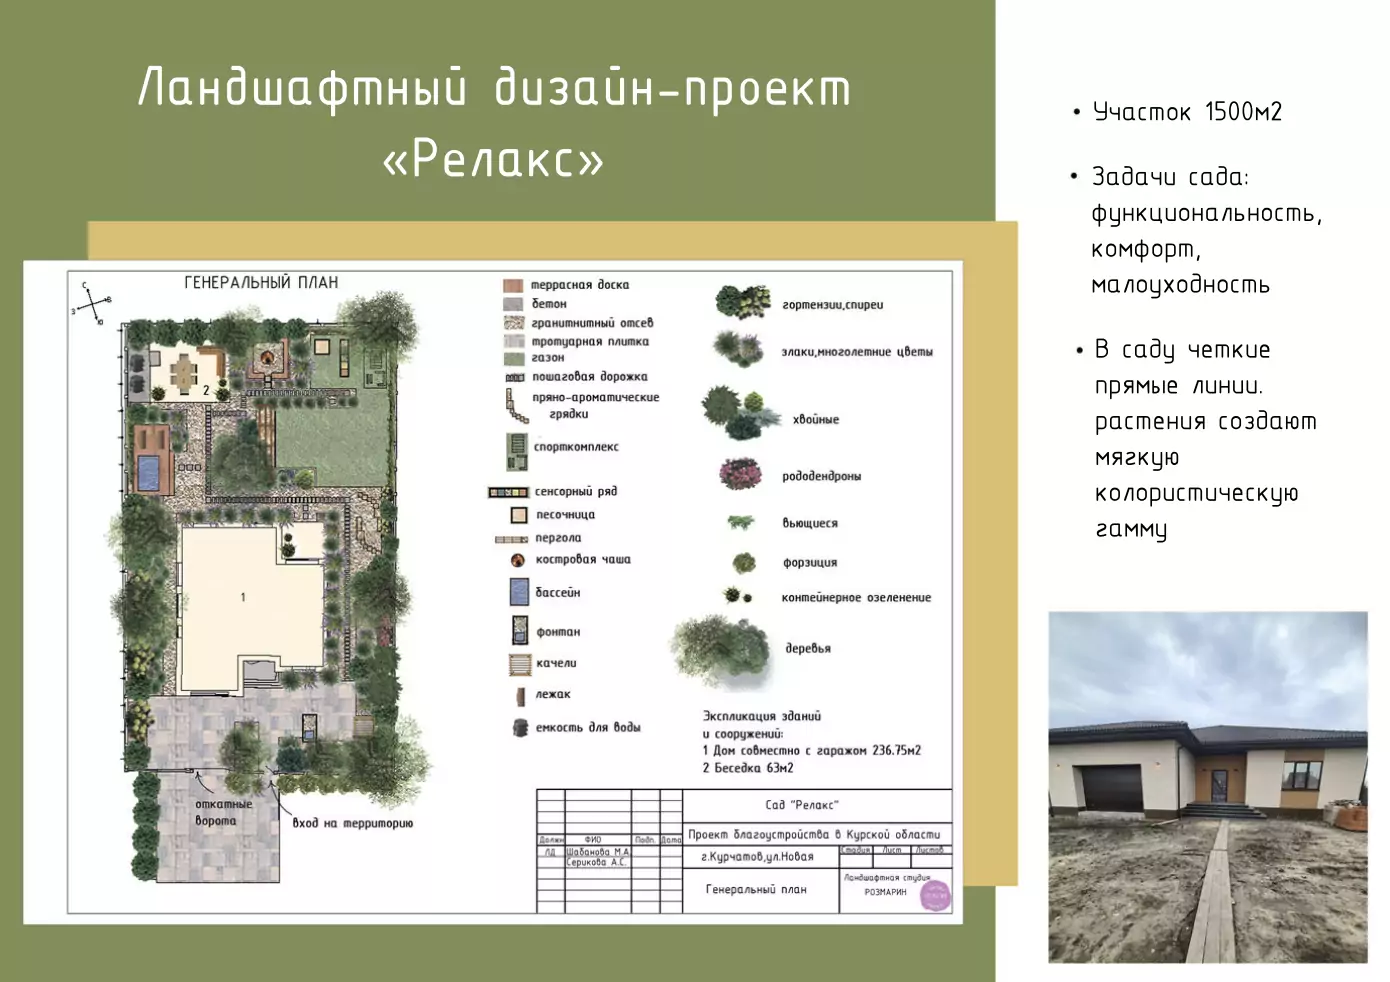 Ландшафтный дизайн-проект
«Релакс»
• Участок 1500м2
• Задачи сада:
функциональность,
комфорт,
малоуходность
• В саду четкие
прямые линии.
растения создают
мягкую
колористическую
гамму
ГЕНЕРАЛЬНЫЙ ПЛАН
С
В
З
Ю
2
1
откатные
ворота
вход на территорию
террасная доска
бетон
гранитнитный отсев
тротуарная плитка
газон
пошаговая дорожка
пряно-ароматические
грядки
спорткомплекс
сенсорный ряд
песочница
пергола
костровая чаша
бассейн
фонтан
качели
лежак
емкость для воды
гортензии,спиреи
злаки,многолетние цветы
хвойные
рододендроны
вьющиеся
форзиция
контейнерное озеленение
деревья
Экспликация зданий
и сооружений:
1 Дом совместно с гаражом 236.75м2
2 Беседка 63м2
Сад "Релакс"
Проект благоустройства в Курской области
Должн ФИО Подп. Дата
ЛД Шабанова М.А.
Серикова А.С.
г.Курчатов,ул.Новая
Стадия Лист Листов
Генеральный план
Ландшафтная студия
РОЗМАРИН